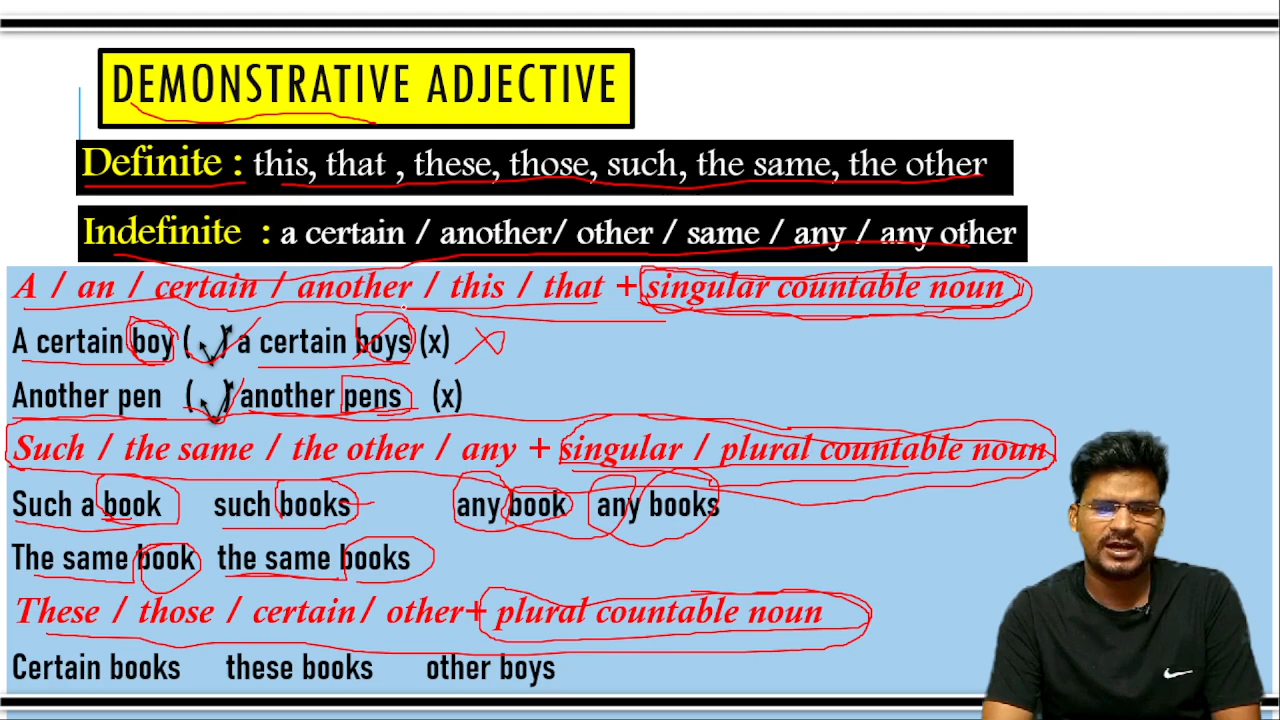 DEMONSTRATIVE ADJECTIVE
Definite : this, that , these, those, such, the same, the other
Indefinite : a certain / another/ other / same / any / any other
A / an / certain / another / this / that + singular countable noun
A certain boy ( ) a certain boys (x)
Another pen ( ) another pens (x)
Such / the same / the other / any + singular / plural countable noun
Such a book such books any book any books
The same book the same books
These / those / certain/ other+ plural countable noun
Certain books these books other boys